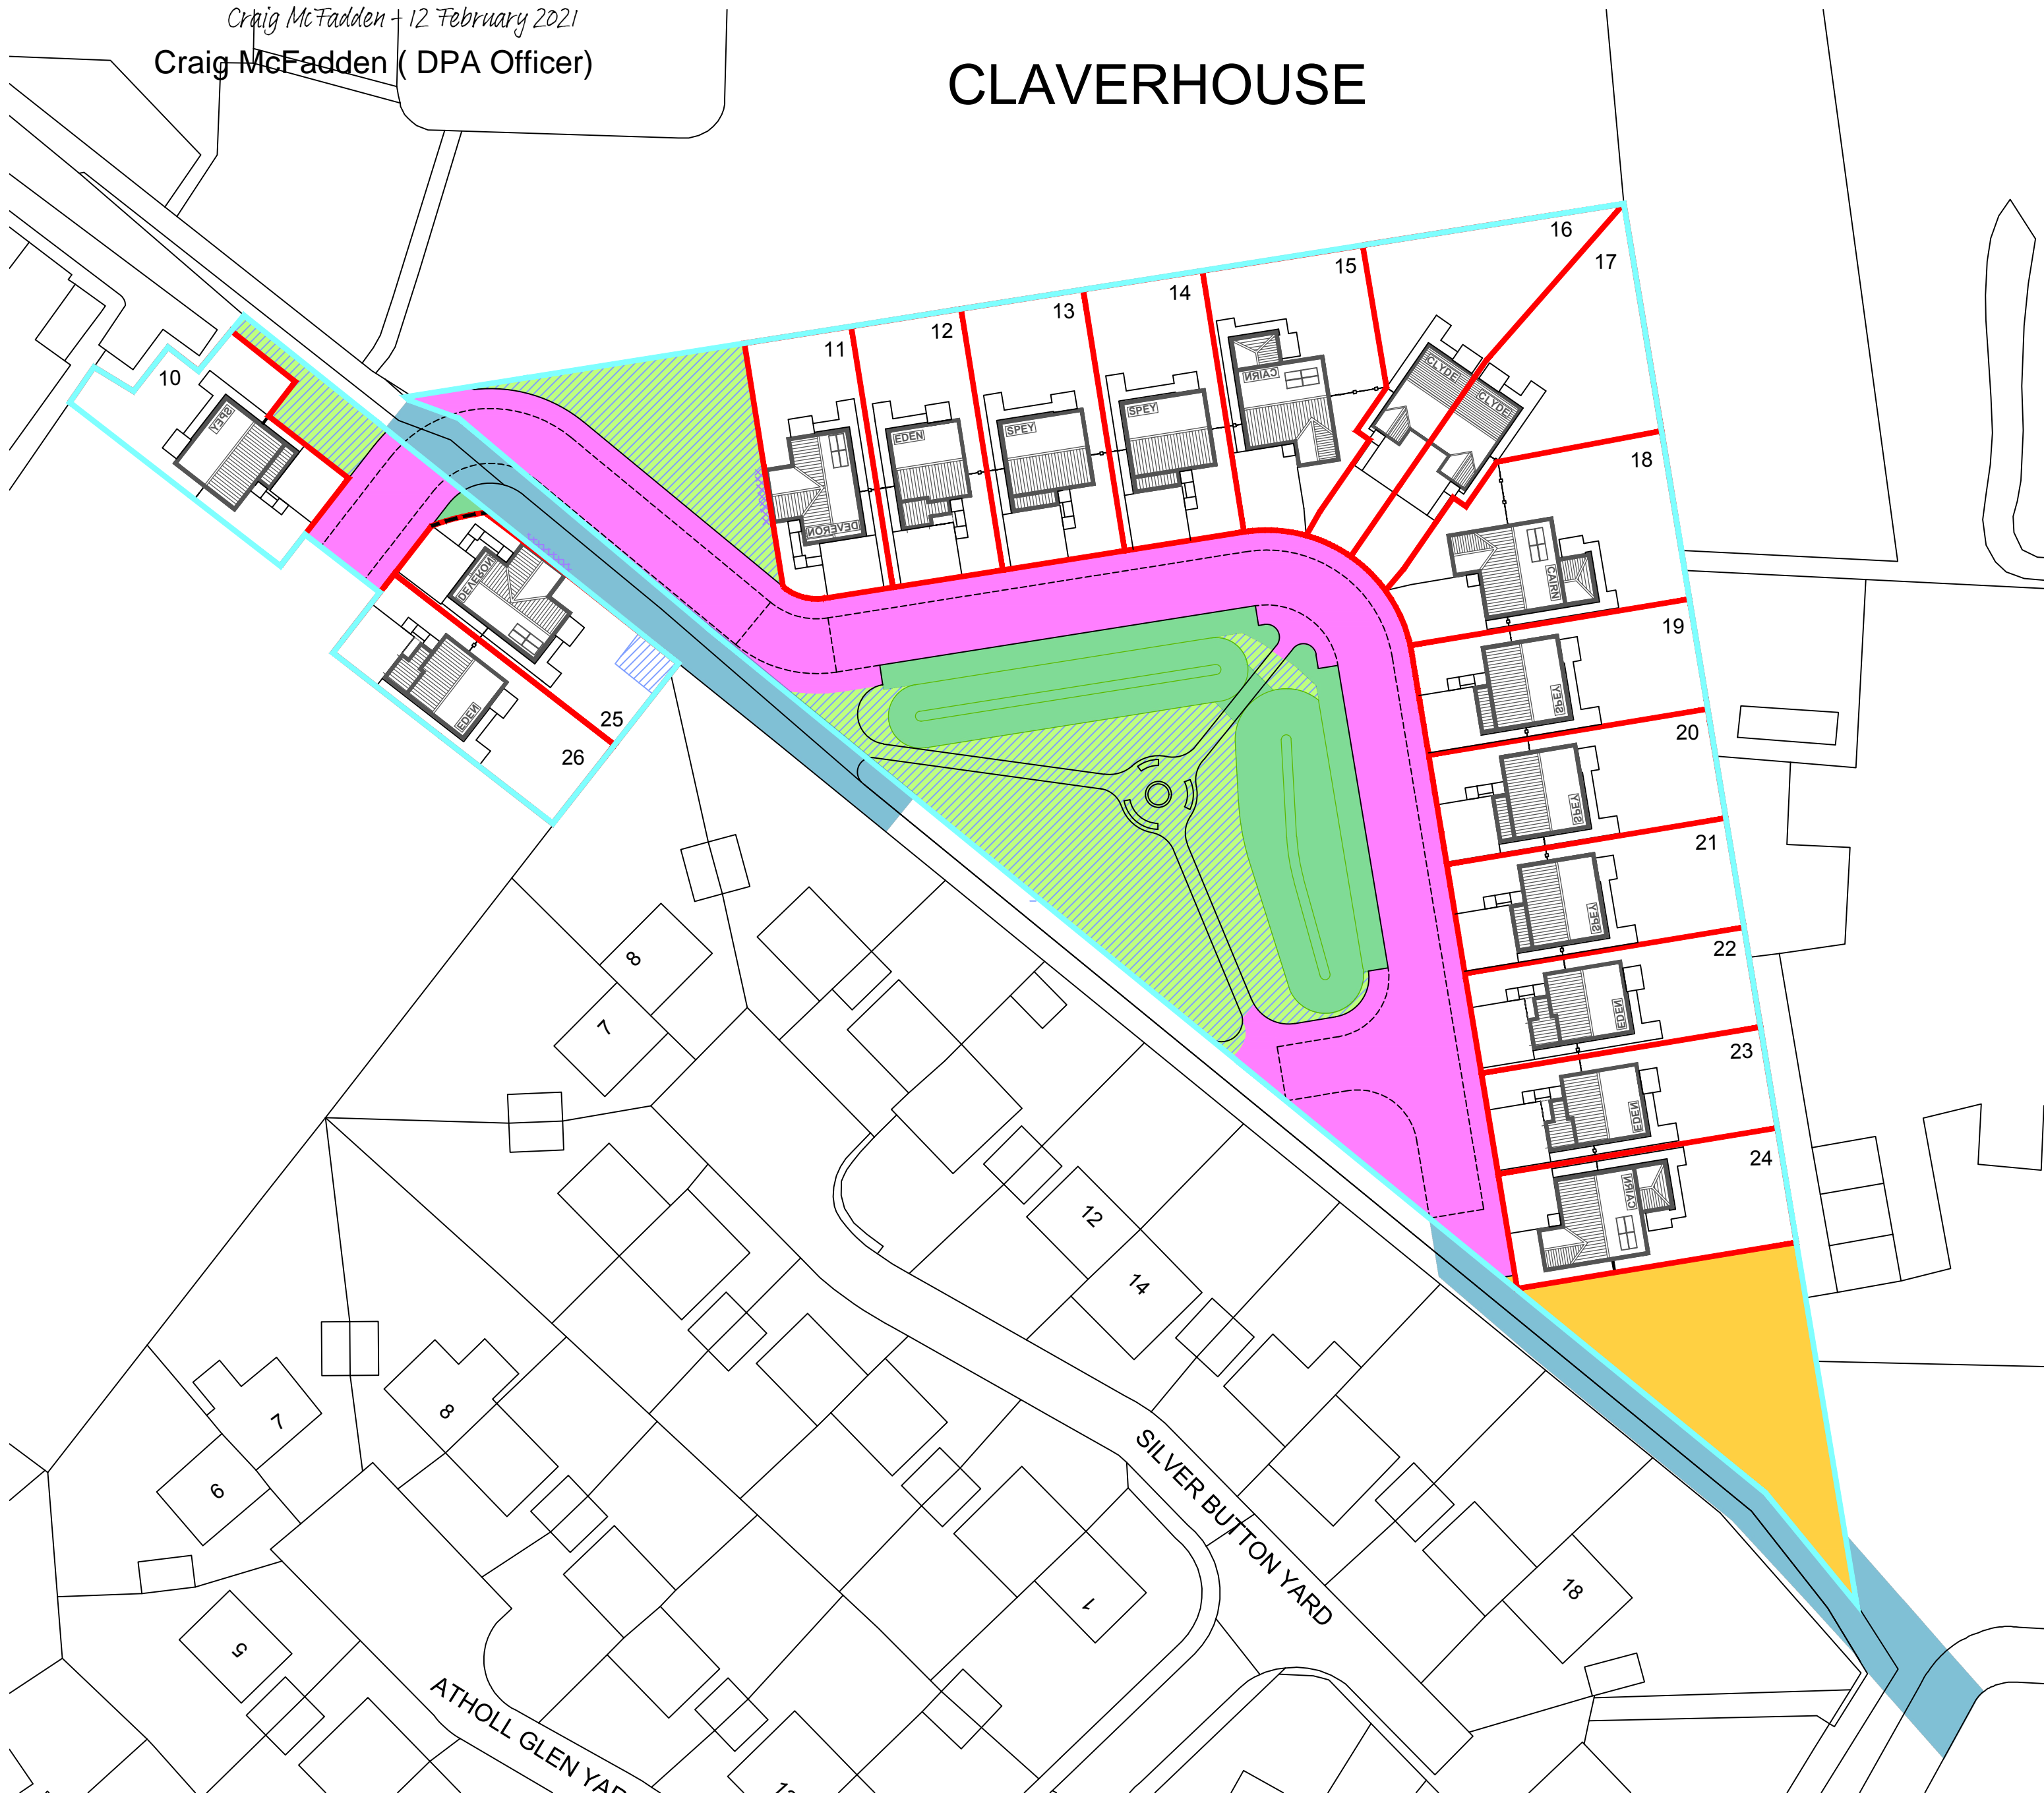 Craig McFadden - 12 February 2021
Craig McFadden ( DPA Officer)
CLAVERHOUSE
16
17
15
14
13
12
11
10
18
19
20
21
22
23
24
25
26
SPEY
DEVERON
EDEN
DEVERON
EDEN
SPEY
SPEY
CAIRN
CLYDE
CLYDE
CAIRN
SPEY
SPEY
SPEY
EDEN
EDEN
CAIRN
8
7
12
14
7
8
6
5
1
18
SILVER BUTTON YARD
ATHOLL GLEN